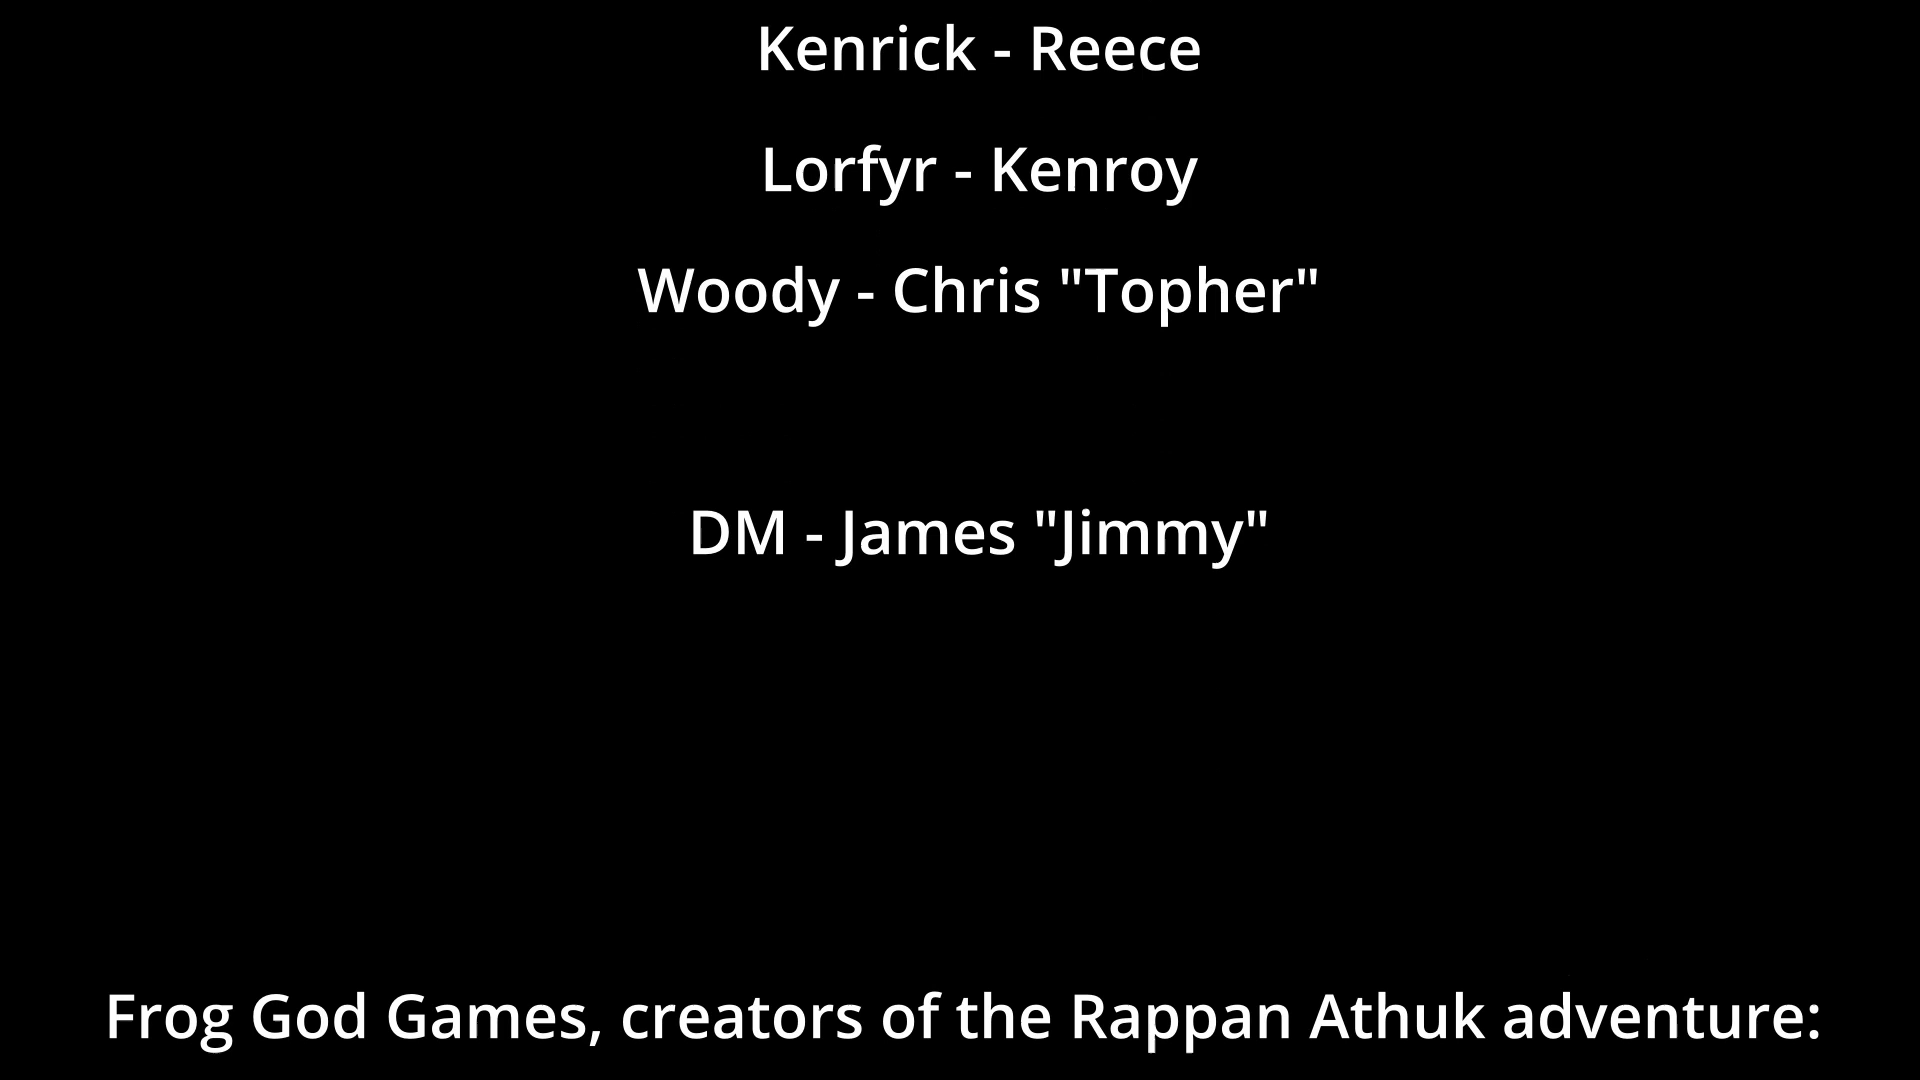 Kenrick - Reece
Lorfyr - Kenroy
Woody - Chris "Topher"
DM - James "Jimmy"
Frog God Games, creators of the Rappan Athuk adventure: